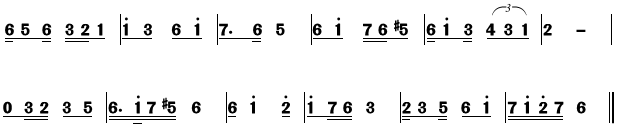 6 5 6 3 2 1 | i̇ 3 6 i̇ | 7. 6 5 | 6 i̇ 7 6 #5 | 6 i̇ 3 3 4 3 1 | 2 – |
0 3 2 3 5 | 6. i̇ 7 #5 6 | 6 i̇ 2̇ | i̇ 7 6 3 | 2 3 5 6 i̇ | 7 i̇ 2̇ 7 6 ‖